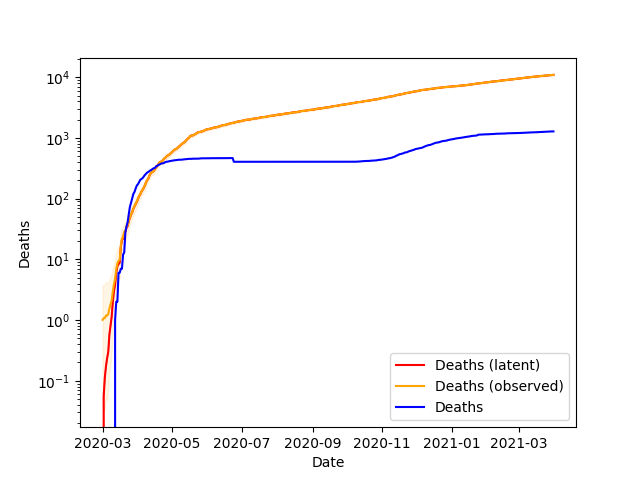 Deaths
10⁴
10³
10²
10¹
10⁰
10⁻¹
Deaths (latent)
Deaths (observed)
Deaths
2020-03 2020-05 2020-07 2020-09 2020-11 2021-01 2021-03
Date